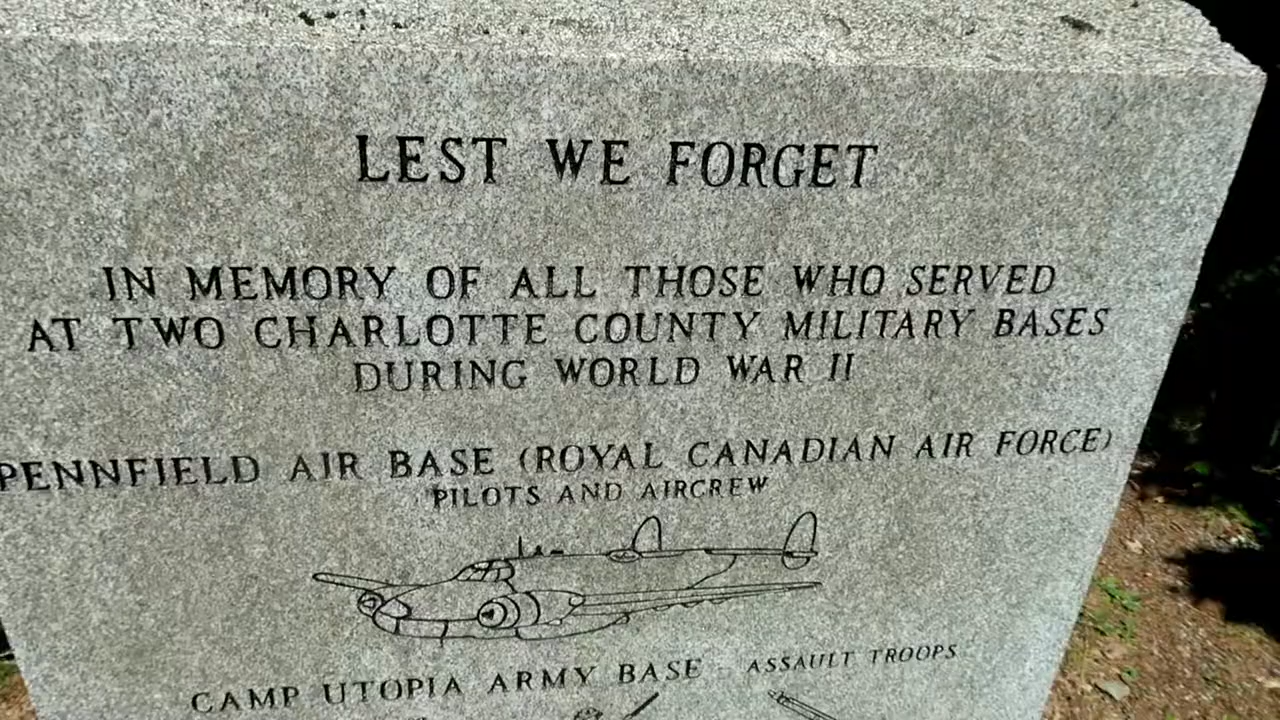 LEST WE FORGET
IN MEMORY OF ALL THOSE WHO SERVED
AT TWO CHARLOTTE COUNTY MILITARY BASES
DURING WORLD WAR II
PENNFIELD AIR BASE (ROYAL CANADIAN AIR FORCE)
PILOTS AND AIRCREW
CAMP UTOPIA ARMY BASE - ASSAULT TROOPS